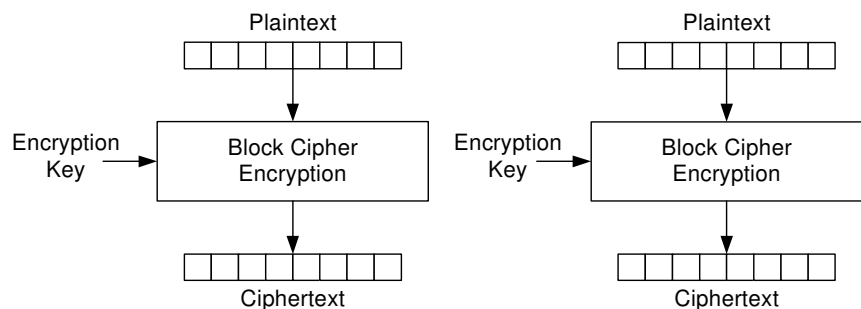 Plaintext
Encryption
Key
Block Cipher
Encryption
Ciphertext
Plaintext
Encryption
Key
Block Cipher
Encryption
Ciphertext